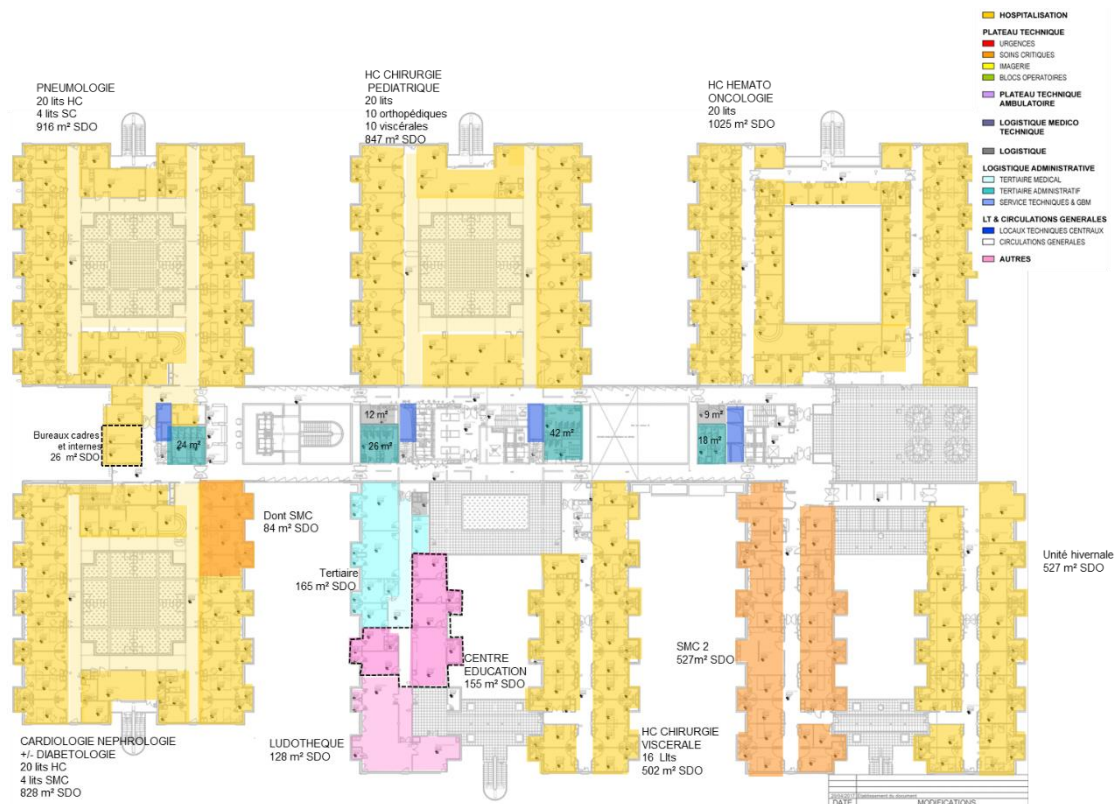 HOSPITALISATION
PLATEAU TECHNIQUE
URGENCES
SOINS CRITIQUES
IMAGERIE
BLOCS OPERATOIRES
PLATEAU TECHNIQUE
AMBULATOIRE
LOGISTIQUE MEDICO
TECHNIQUE
LOGISTIQUE
LOGISTIQUE ADMINISTRATIVE
TERTIAIRE MEDICAL
TERTIAIRE ADMINISTRATIF
SERVICE TECHNIQUES & GBM
LT & CIRCULATIONS GENERALES
LOCAUX TECHNIQUES CENTRAUX
CIRCULATIONS GENERALES
AUTRES
PNEUMOLOGIE
20 lits HC
4 lits SC
916 m² SDO
HC CHIRURGIE
PEDIATRIQUE
20 lits
10 orthopédiques
10 viscérales
847 m² SDO
HC HEMATO
ONCOLOGIE
20 lits
1025 m² SDO
Bureaux cadres
et internes
26 m² SDO
24 m²
12 m²
26 m²
42 m²
9 m²
18 m²
Dont SMC
84 m² SDO
Tertiaire
165 m² SDO
CENTRE
EDUCATION
155 m² SDO
LUDOTHEQUE
128 m² SDO
HC CHIRURGIE
VISCERALE
16 LIts
502 m² SDO
SMC 2
527m² SDO
Unité hivernale
527 m² SDO
CARDIOLOGIE NEPHROLOGIE
+/- DIABETOLOGIE
20 lits HC
4 lits SMC
828 m² SDO
Etablissement du document
DATE MODIFICATIONS